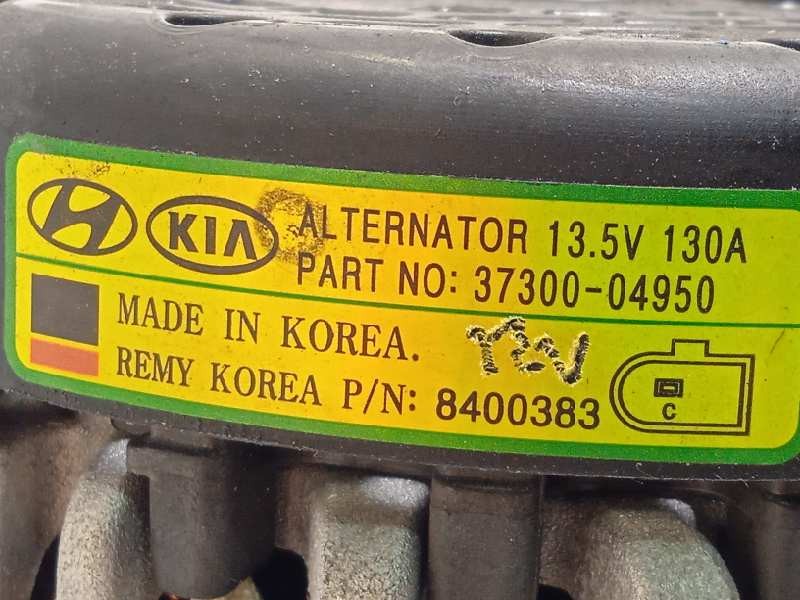 KIA ALTERNATOR 13.5V 130A
PART NO: 37300-04950
MADE IN KOREA.
REMY KOREA P/N: 8400383
C